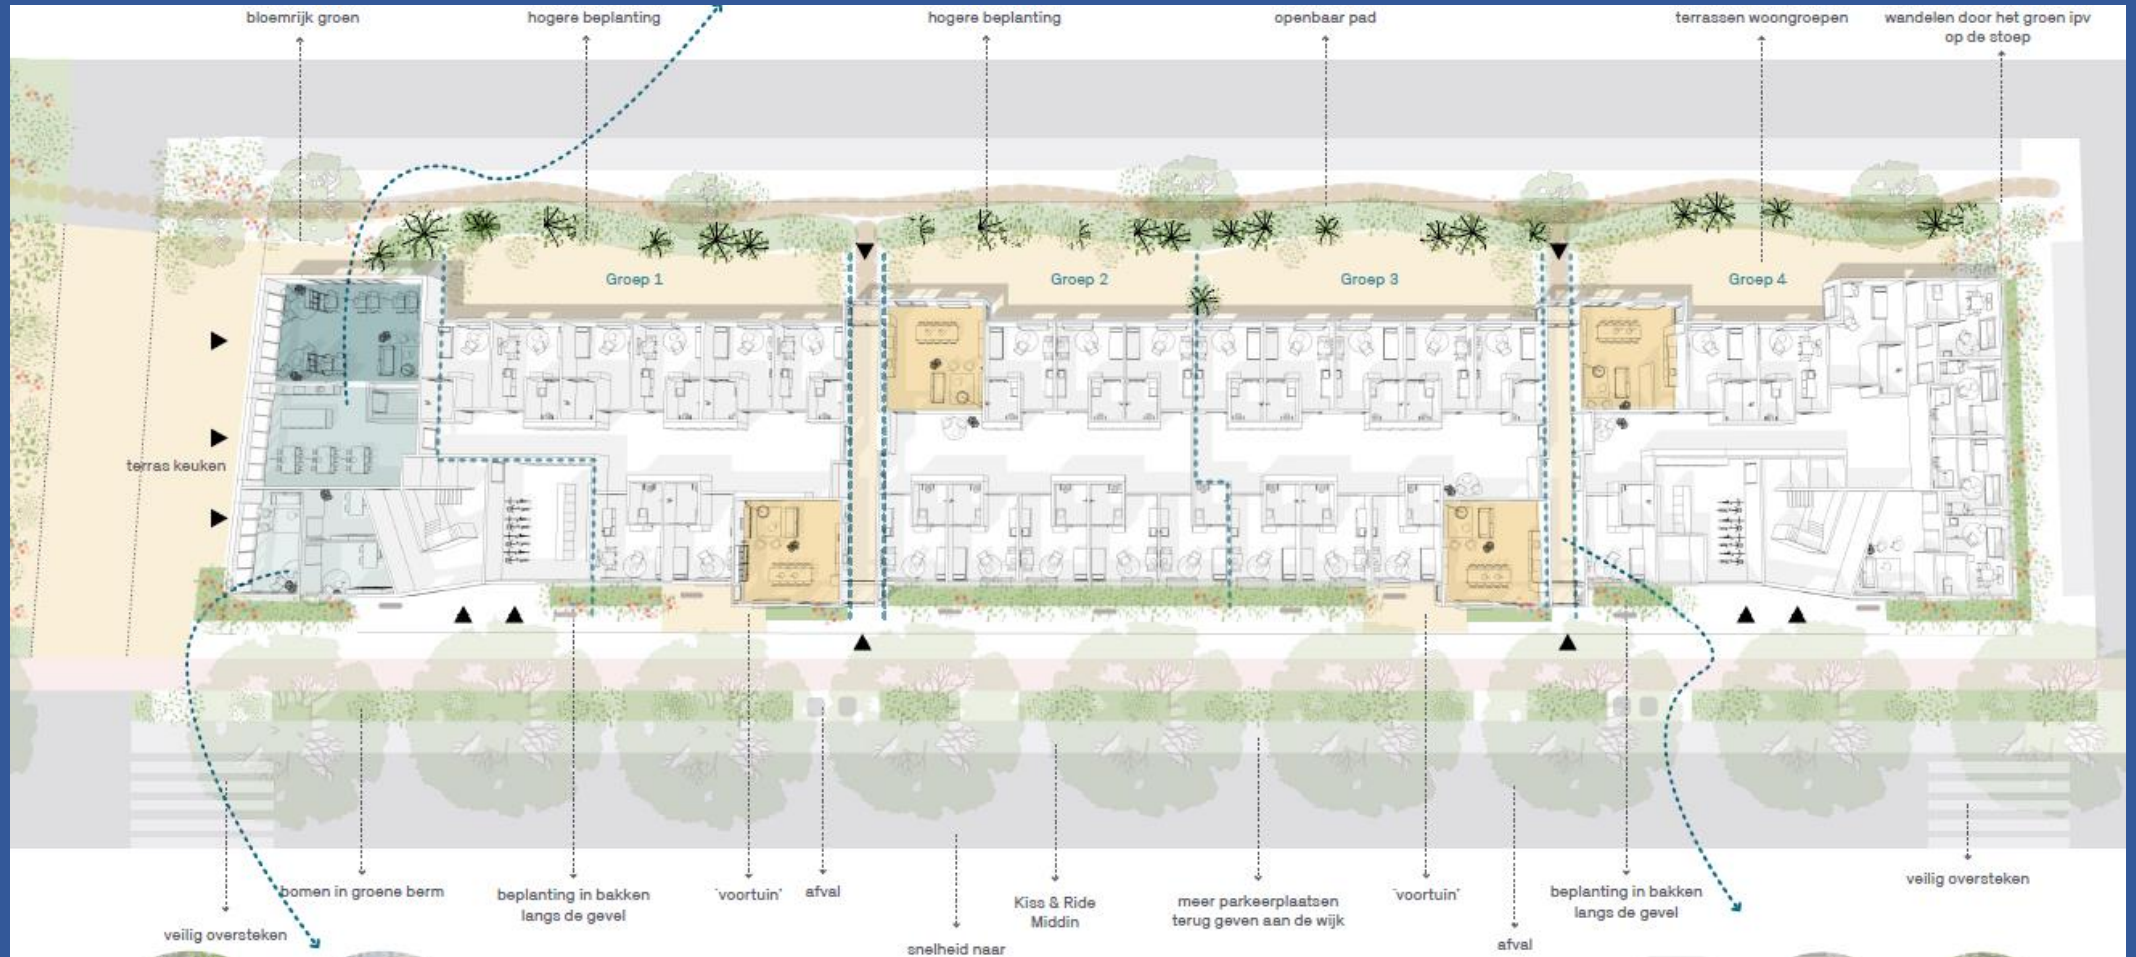 bloemrijk groen
hogere beplanting
hogere beplanting
openbaar pad
terrassen woongroepen
wandelen door het groen ipv
op de stoep
Groep 1
Groep 2
Groep 3
Groep 4
terras keuken
bomen in groene berm
beplanting in bakken
langs de gevel
'voortuin'
afval
Kiss & Ride
Middin
meer parkeerplaatsen
terug geven aan de wijk
'voortuin'
beplanting in bakken
langs de gevel
veilig oversteken
veilig oversteken
snelheid naar
afval